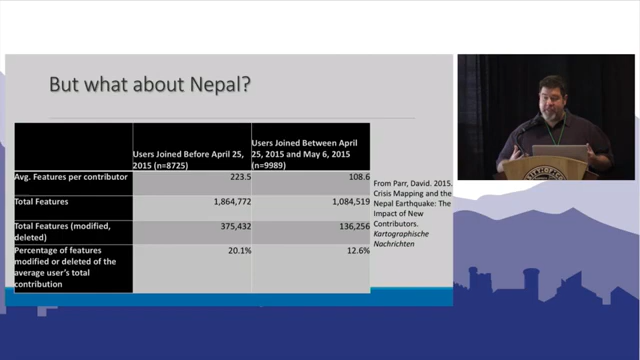 But what about Nepal?
Users Joined Before April 25,
2015 (n=8725)
Users Joined Between April
25, 2015 and May 6, 2015
(n=9989)
Avg. Features per contributor
223.5
108.6
Total Features
1,864,772
1,084,519
Total Features (modified,
deleted)
375,432
136,256
Percentage of features
modified or deleted of the
average user's total
contribution
20.1%
12.6%
From Parr, David. 2015.
Crisis Mapping and the
Nepal Earthquake: The
Impact of New
Contributors.
Kartographische
Nachrichten